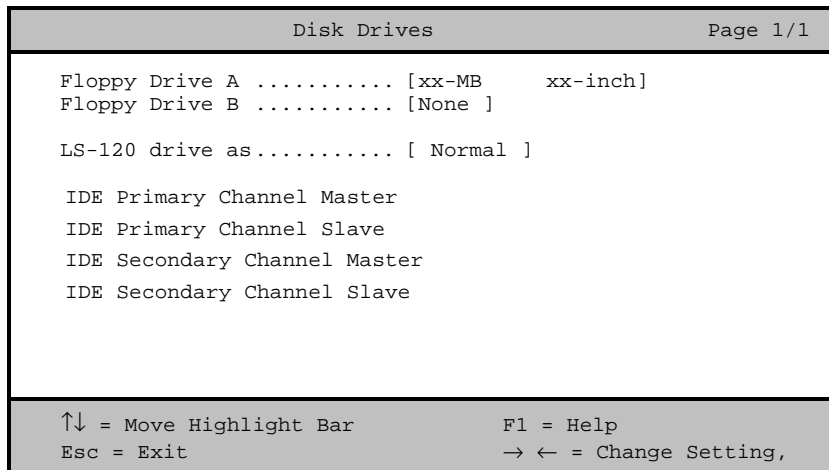 Disk Drives Page 1/1
Floppy Drive A ........... [xx-MB xx-inch]
Floppy Drive B ........... [None ]
LS-120 drive as........... [ Normal ]
IDE Primary Channel Master
IDE Primary Channel Slave
IDE Secondary Channel Master
IDE Secondary Channel Slave
↑↓ = Move Highlight Bar F1 = Help
Esc = Exit → ← = Change Setting,